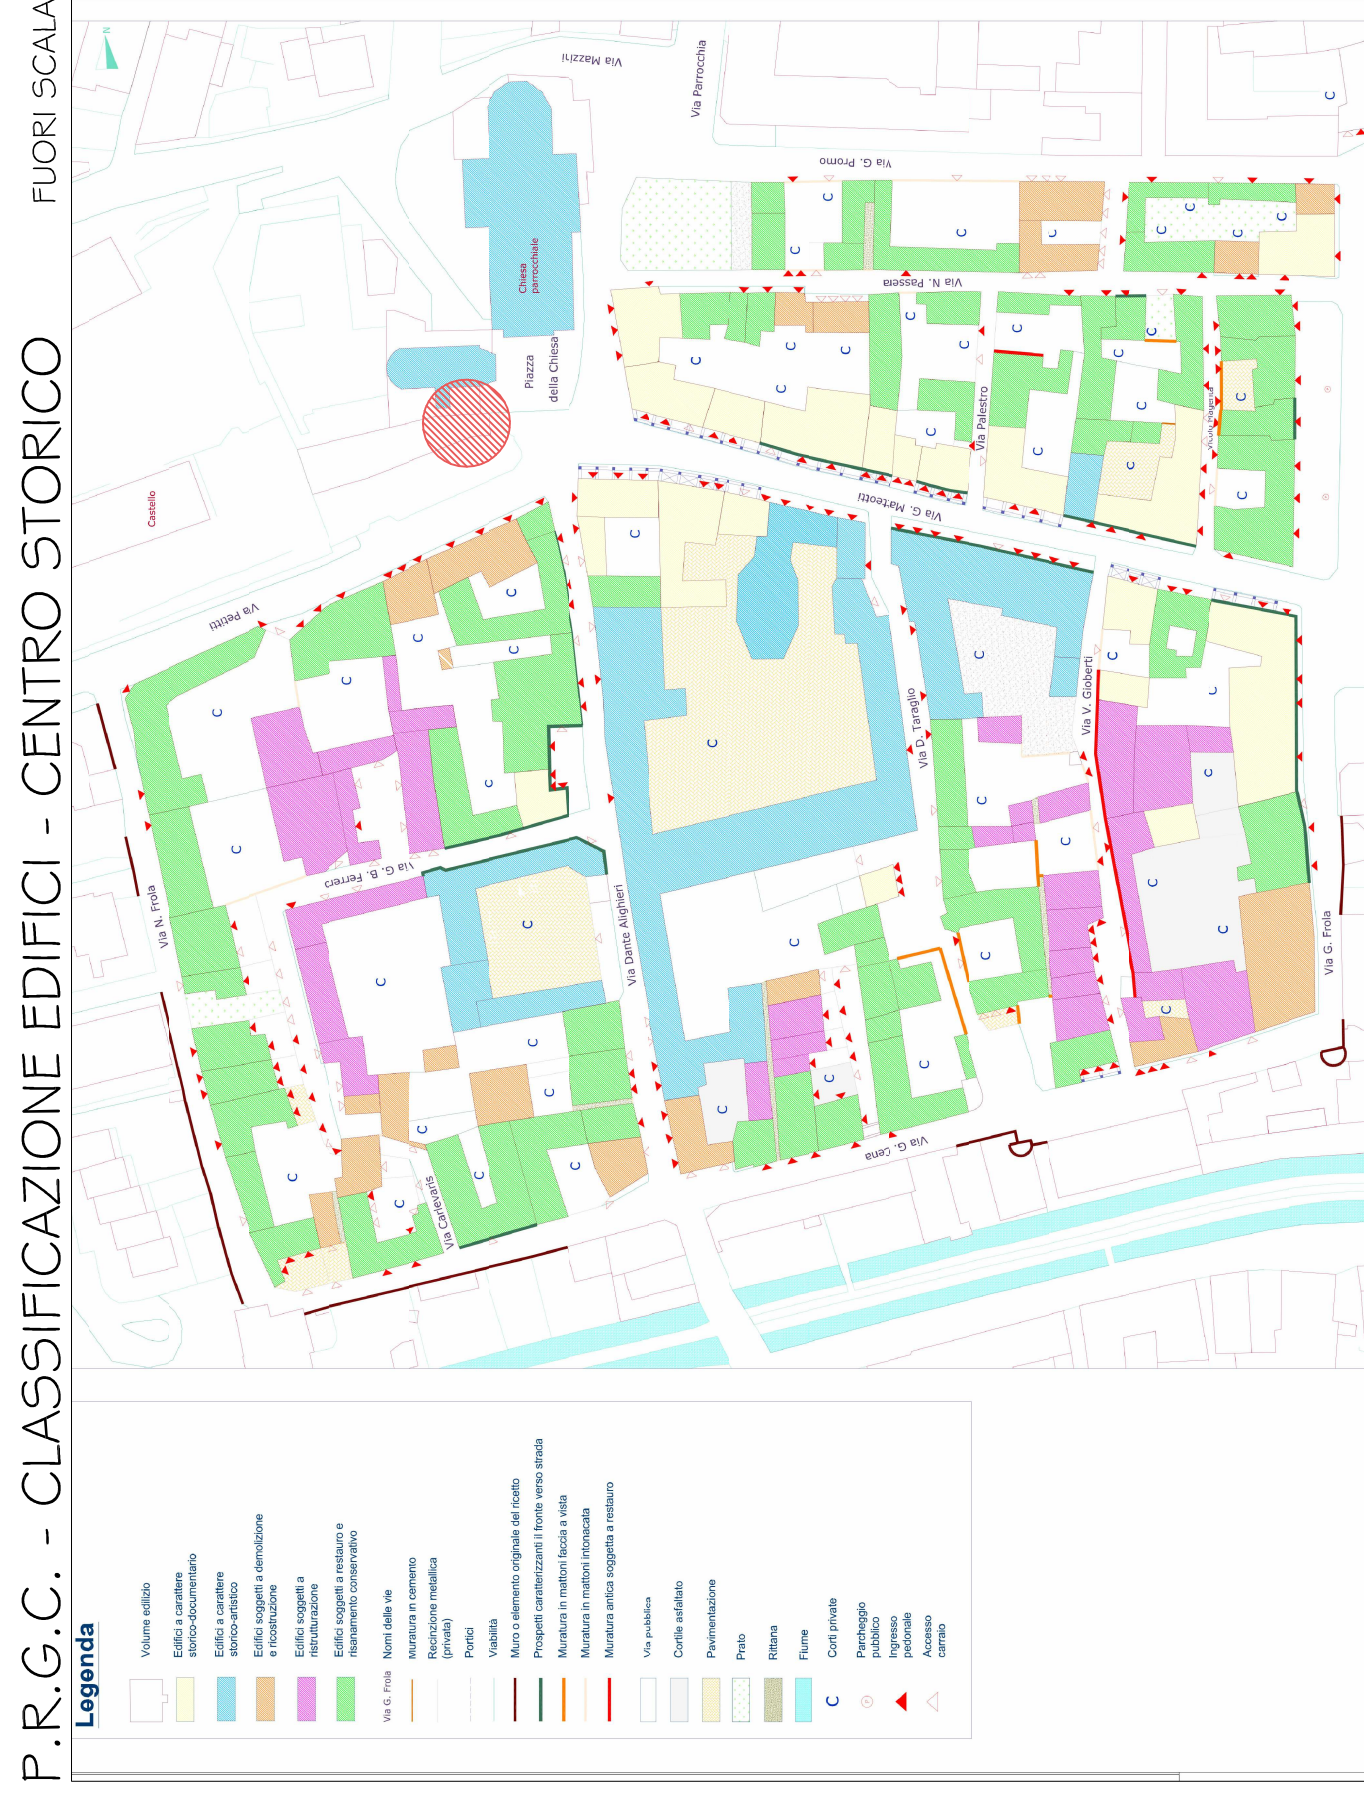 P.R.G.C. - CLASSIFICAZIONE EDIFICI - CENTRO STORICO
FUORI SCALA
N
Castello
Chiesa
parrocchiale
Piazza
della Chiesa
Via Mazzini
Via Parrocchia
Via G. Promo
Via N. Passera
Via Palestro
Via G. Matteotti
Via Petitti
Via N. Frola
Via G. B. Ferrero
Via Dante Alighieri
Via D. Taraglio
Via V. Gioberti
Via G. Frola
Via G. Cena
Via Carlevaris
Legenda
Volume edilizio
Edifici a carattere
storico-documentario
Edifici a carattere
storico-artistico
Edifici soggetti a demolizione
e ricostruzione
Edifici soggetti a
ristrutturazione
Edifici soggetti a restauro e
risanamento conservativo
Via G. Frola
Nomi delle vie
Muratura in cemento
Recinzione metallica
(privata)
Portici
Viabilità
Muro o elemento originale del ricetto
Prospetti caratterizzanti il fronte verso strada
Muratura in mattoni faccia a vista
Muratura in mattoni intonacata
Muratura antica soggetta a restauro
Via pubblica
Cortile asfaltato
Pavimentazione
Prato
Rittana
Fiume
C
Corti private
P
Parcheggio
pubblico
Ingresso
pedonale
Accesso
carraio